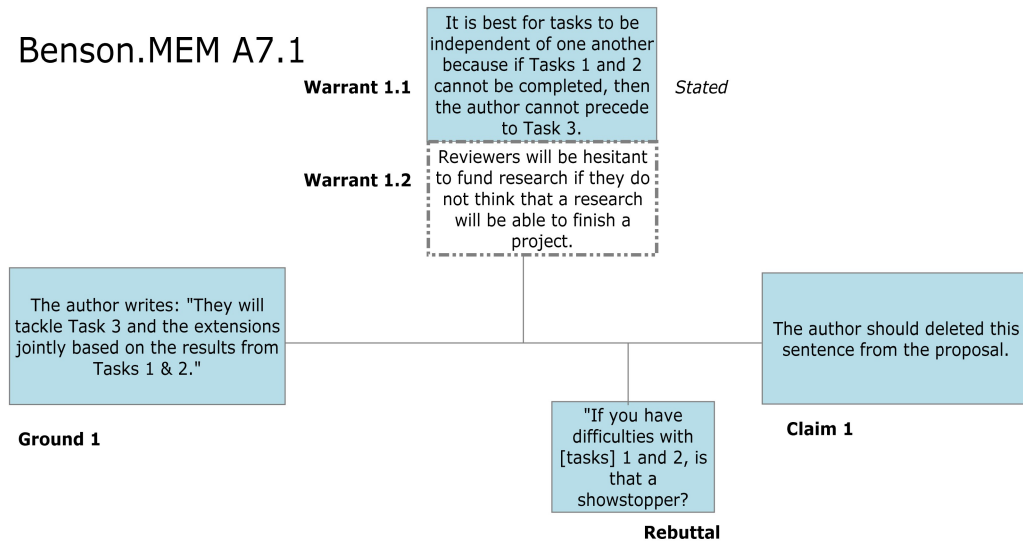 Benson.MEM A7.1
It is best for tasks to be
independent of one another
because if Tasks 1 and 2
cannot be completed, then
the author cannot precede
to Task 3.
Warrant 1.1
Stated
Reviewers will be hesitant
to fund research if they do
not think that a research
will be able to finish a
project.
Warrant 1.2
The author writes: "They will
tackle Task 3 and the extensions
jointly based on the results from
Tasks 1 & 2."
Ground 1
The author should deleted this
sentence from the proposal.
Claim 1
"If you have
difficulties with
[tasks] 1 and 2, is
that a
showstopper?
Rebuttal